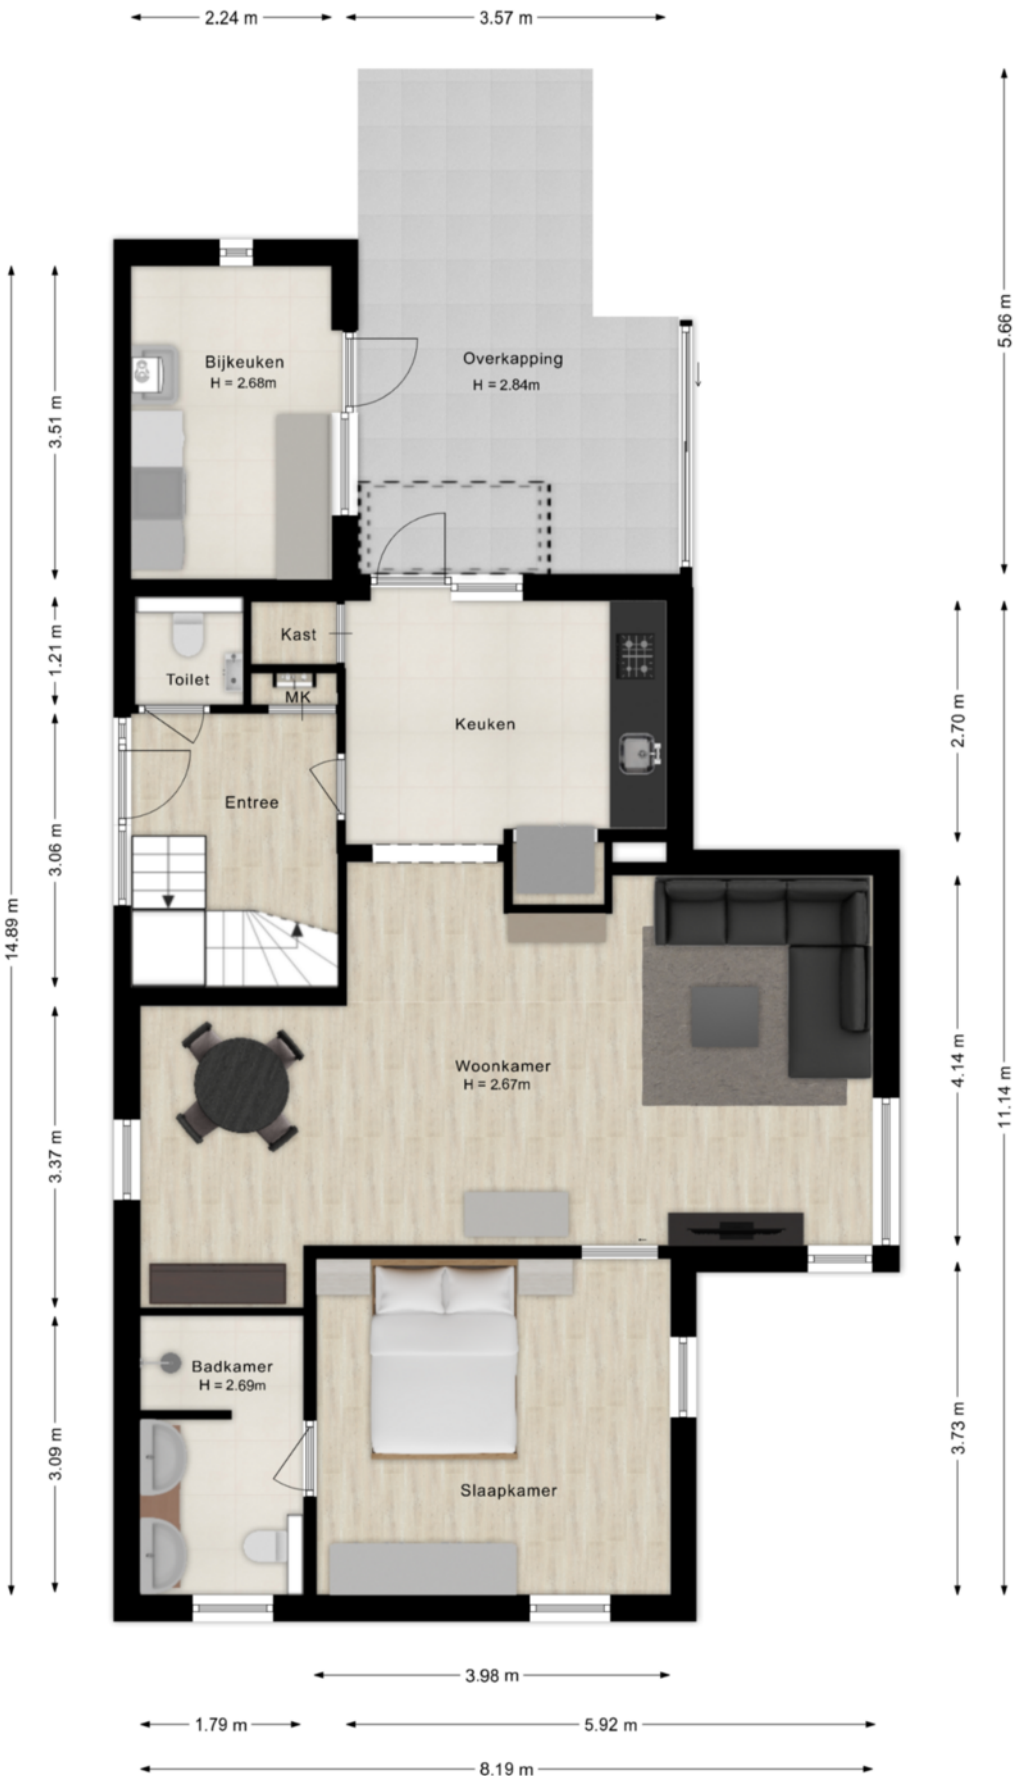 2.24 m
3.57 m
5.66 m
Bijkeuken
H = 2.68m
Overkapping
H = 2.84m
3.51 m
1.21 m
Kast
Toilet
MK
Keuken
2.70 m
Entree
3.06 m
14.89 m
Woonkamer
H = 2.67m
4.14 m
11.14 m
3.37 m
Badkamer
H = 2.69m
3.09 m
3.73 m
Slaapkamer
3.98 m
1.79 m
5.92 m
8.19 m